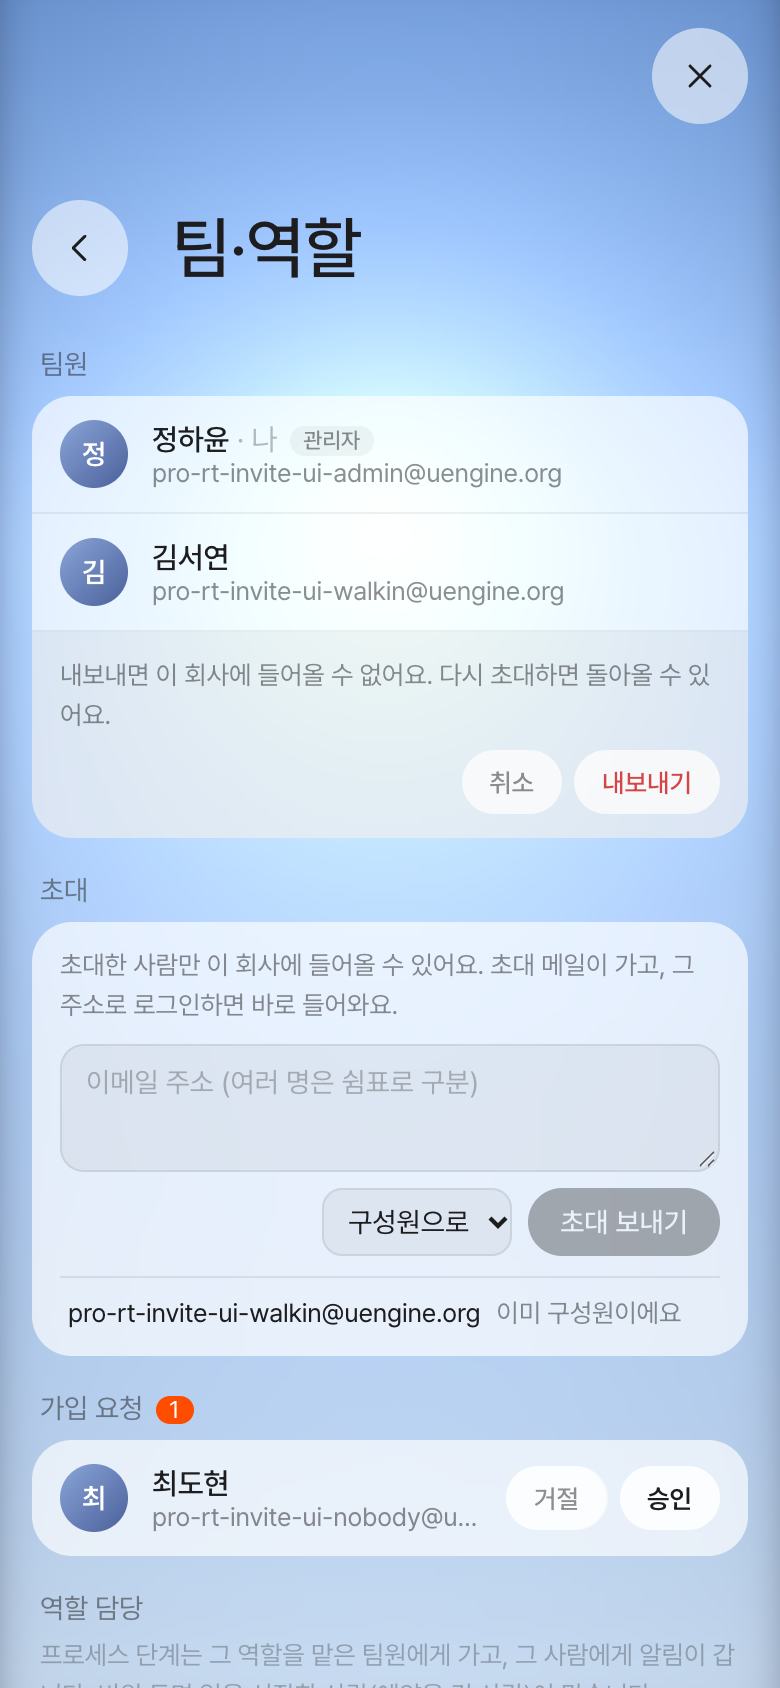 팀·역할
팀원
정
정하윤 · 나 관리자
pro-rt-invite-ui-admin@uengine.org
김
김서연
pro-rt-invite-ui-walkin@uengine.org
내보내면 이 회사에 들어올 수 없어요. 다시 초대하면 돌아올 수 있
어요.
취소 내보내기
초대
초대한 사람만 이 회사에 들어올 수 있어요. 초대 메일이 가고, 그
주소로 로그인하면 바로 들어와요.
이메일 주소 (여러 명은 쉼표로 구분)
구성원으로 초대 보내기
pro-rt-invite-ui-walkin@uengine.org 이미 구성원이에요
가입 요청 1
최
최도현
pro-rt-invite-ui-nobody@u...
거절 승인
역할 담당
프로세스 단계는 그 역할을 맡은 팀원에게 가고, 그 사람에게 알림이 갑